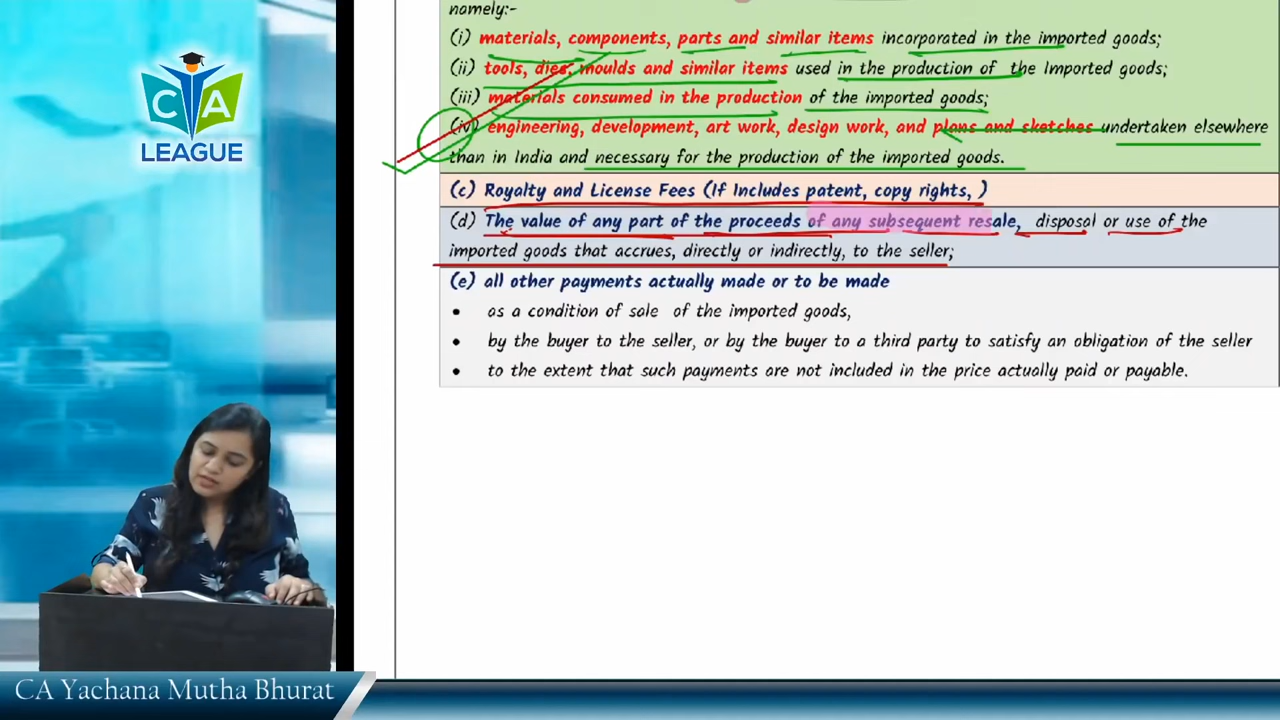 namely:-
(i) materials, components, parts and similar items incorporated in the imported goods;
(ii) tools, dies, moulds and similar items used in the production of the Imported goods;
(iii) materials consumed in the production of the imported goods;
(iv) engineering, development, art work, design work, and plans and sketches undertaken elsewhere
than in India and necessary for the production of the imported goods.
(c) Royalty and License Fees (If Includes patent, copy rights, )
(d) The value of any part of the proceeds of any subsequent resale, disposal or use of the
imported goods that accrues, directly or indirectly, to the seller;
(e) all other payments actually made or to be made
• as a condition of sale of the imported goods,
• by the buyer to the seller, or by the buyer to a third party to satisfy an obligation of the seller
• to the extent that such payments are not included in the price actually paid or payable.
CA
LEAGUE
CA Yachana Mutha Bhurat